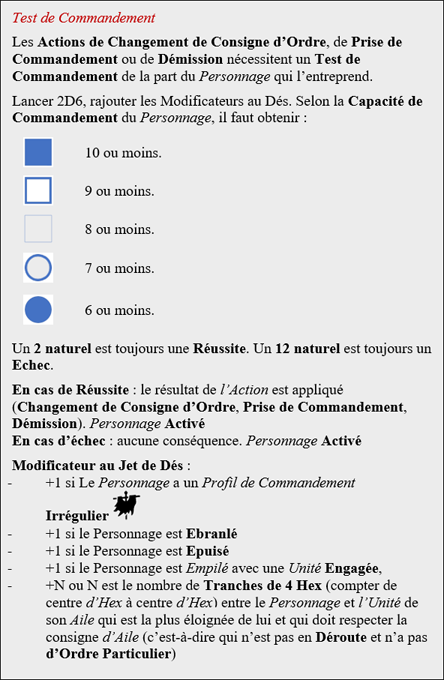 Test de Commandement
Les Actions de Changement de Consigne d’Ordre, de Prise de
Commandement ou de Démission nécessitent un Test de
Commandement de la part du Personnage qui l’entreprend.
Lancer 2D6, rajouter les Modificateurs au Dés. Selon la Capacité de
Commandement du Personnage, il faut obtenir :
10 ou moins.
9 ou moins.
8 ou moins.
7 ou moins.
6 ou moins.
Un 2 naturel est toujours une Réussite. Un 12 naturel est toujours un
Echec.
En cas de Réussite : le résultat de l’Action est appliqué
(Changement de Consigne d’Ordre, Prise de Commandement,
Démission). Personnage Activé
En cas d’échec : aucune conséquence. Personnage Activé
Modificateur au Jet de Dés :
- +1 si Le Personnage a un Profil de Commandement
Irrégulier
- +1 si le Personnage est Ebranlé
- +1 si le Personnage est Epuisé
- +1 si le Personnage est Empilé avec une Unité Engagée,
- +N ou N est le nombre de Tranches de 4 Hex (compter de
centre d’Hex à centre d’Hex) entre le Personnage et l’Unité de
son Aile qui est la plus éloignée de lui et qui doit respecter la
consigne d’Aile (c’est-à-dire qui n’est pas en Déroute et n’a pas
d’Ordre Particulier)